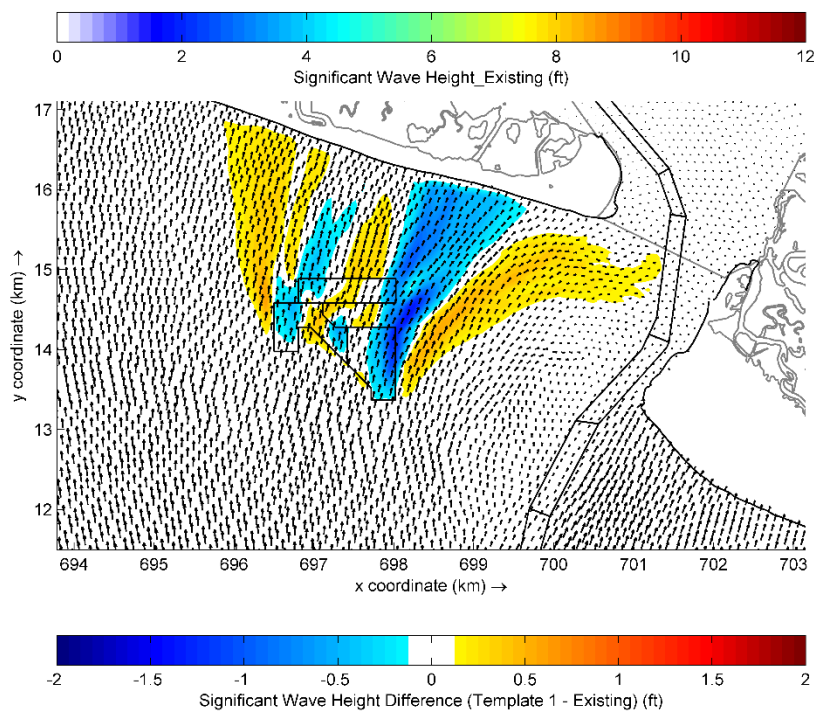 0 2 4 6 8 10 12
Significant Wave Height_Existing (ft)
17
16
15
14
13
12
y coordinate (km) →
694 695 696 697 698 699 700 701 702 703
x coordinate (km) →
-2 -1.5 -1 -0.5 0 0.5 1 1.5 2
Significant Wave Height Difference (Template 1 - Existing) (ft)